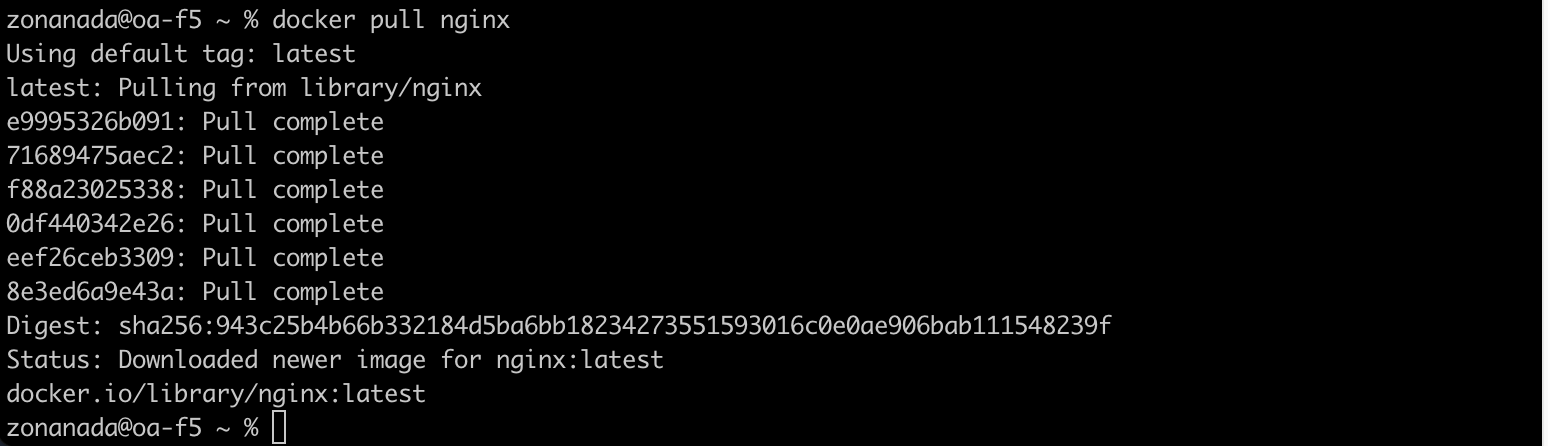 zonanada@oa-f5 ~ % docker pull nginx
Using default tag: latest
latest: Pulling from library/nginx
e9995326b091: Pull complete
71689475aec2: Pull complete
f88a23025338: Pull complete
0df440342e26: Pull complete
eef26ceb3309: Pull complete
8e3ed6a9e43a: Pull complete
Digest: sha256:943c25b4b66b332184d5ba6bb18234273551593016c0e0ae906bab111548239f
Status: Downloaded newer image for nginx:latest
docker.io/library/nginx:latest
zonanada@oa-f5 ~ %